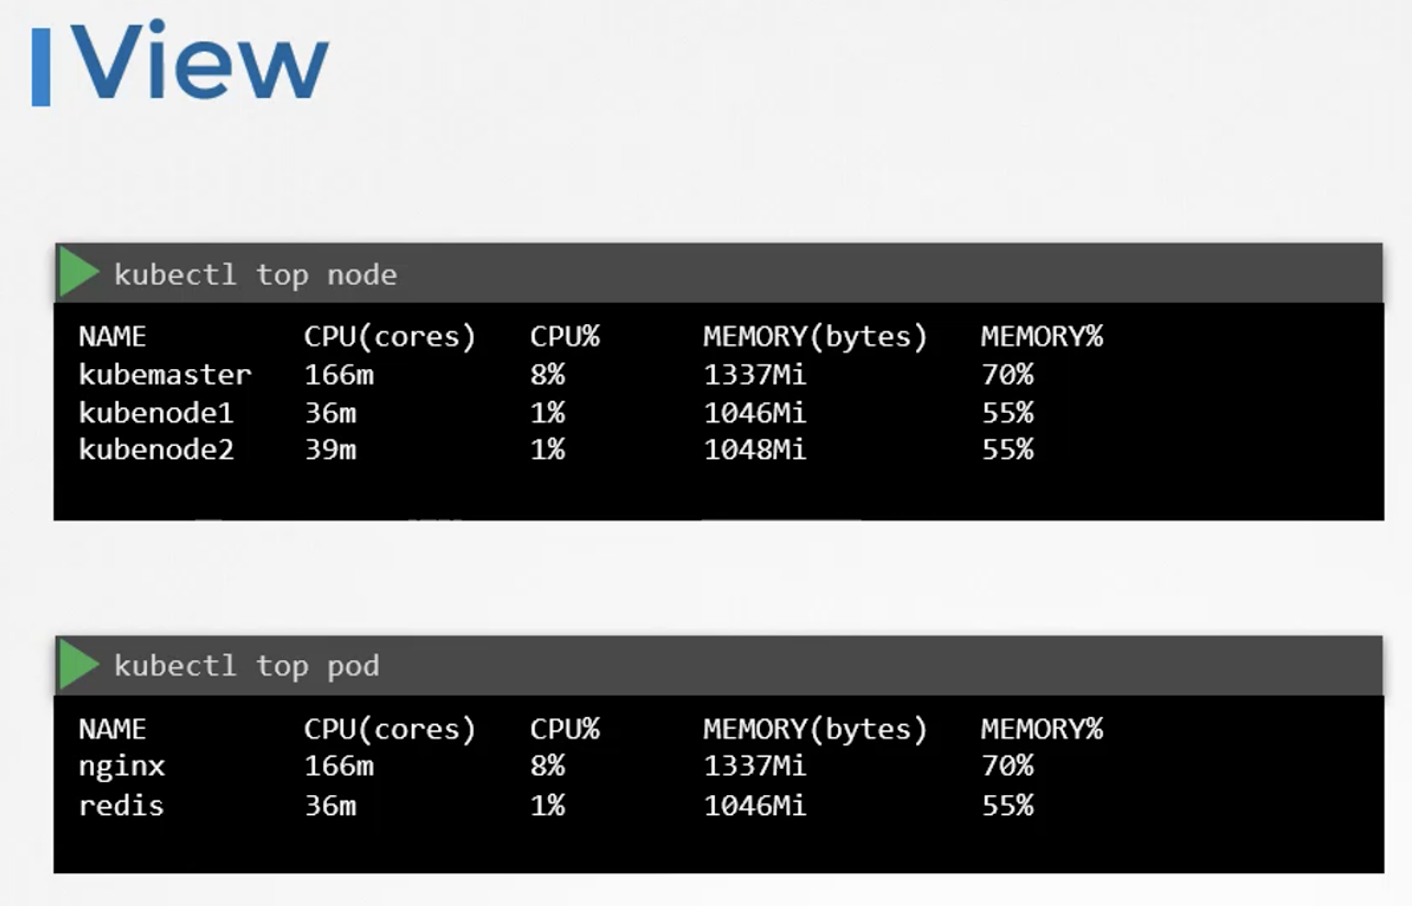 View
kubectl top node
NAME CPU(cores) CPU% MEMORY(bytes) MEMORY%
kubemaster 166m 8% 1337Mi 70%
kubenode1 36m 1% 1046Mi 55%
kubenode2 39m 1% 1048Mi 55%
kubectl top pod
NAME CPU(cores) CPU% MEMORY(bytes) MEMORY%
nginx 166m 8% 1337Mi 70%
redis 36m 1% 1046Mi 55%